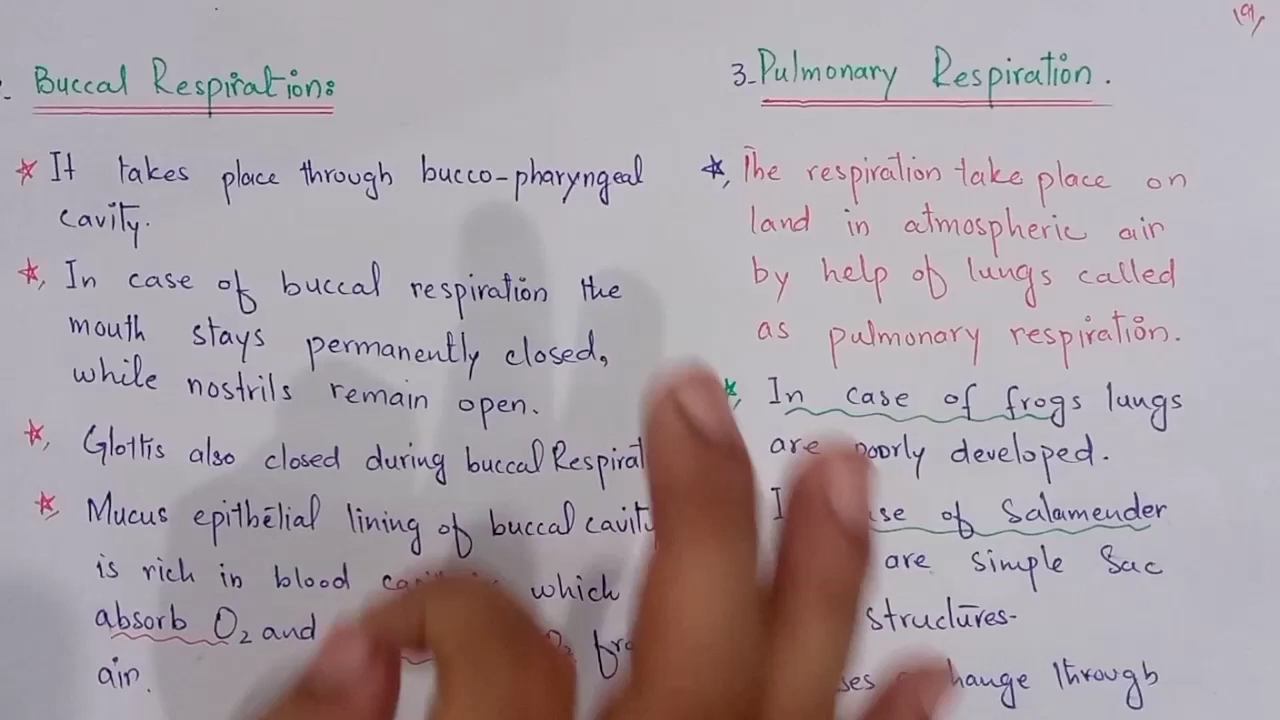 Buccal Respiration:
* It takes place through bucco-pharyngeal
cavity.
*, In case of buccal respiration the
mouth stays permanently closed,
while nostrils remain open.
*, Glottis also closed during buccal
*, Mucus epithelial lining of buccal cavity
is rich in blood which
absorb O2 and
air.
3-Pulmonary Respiration.
*, The respiration take place on
land in atmospheric air
by help of lungs called
as pulmonary respiration.
*, In case of frogs lungs
are poorly developed.
of Salamender
are simple Sac
structures-
through